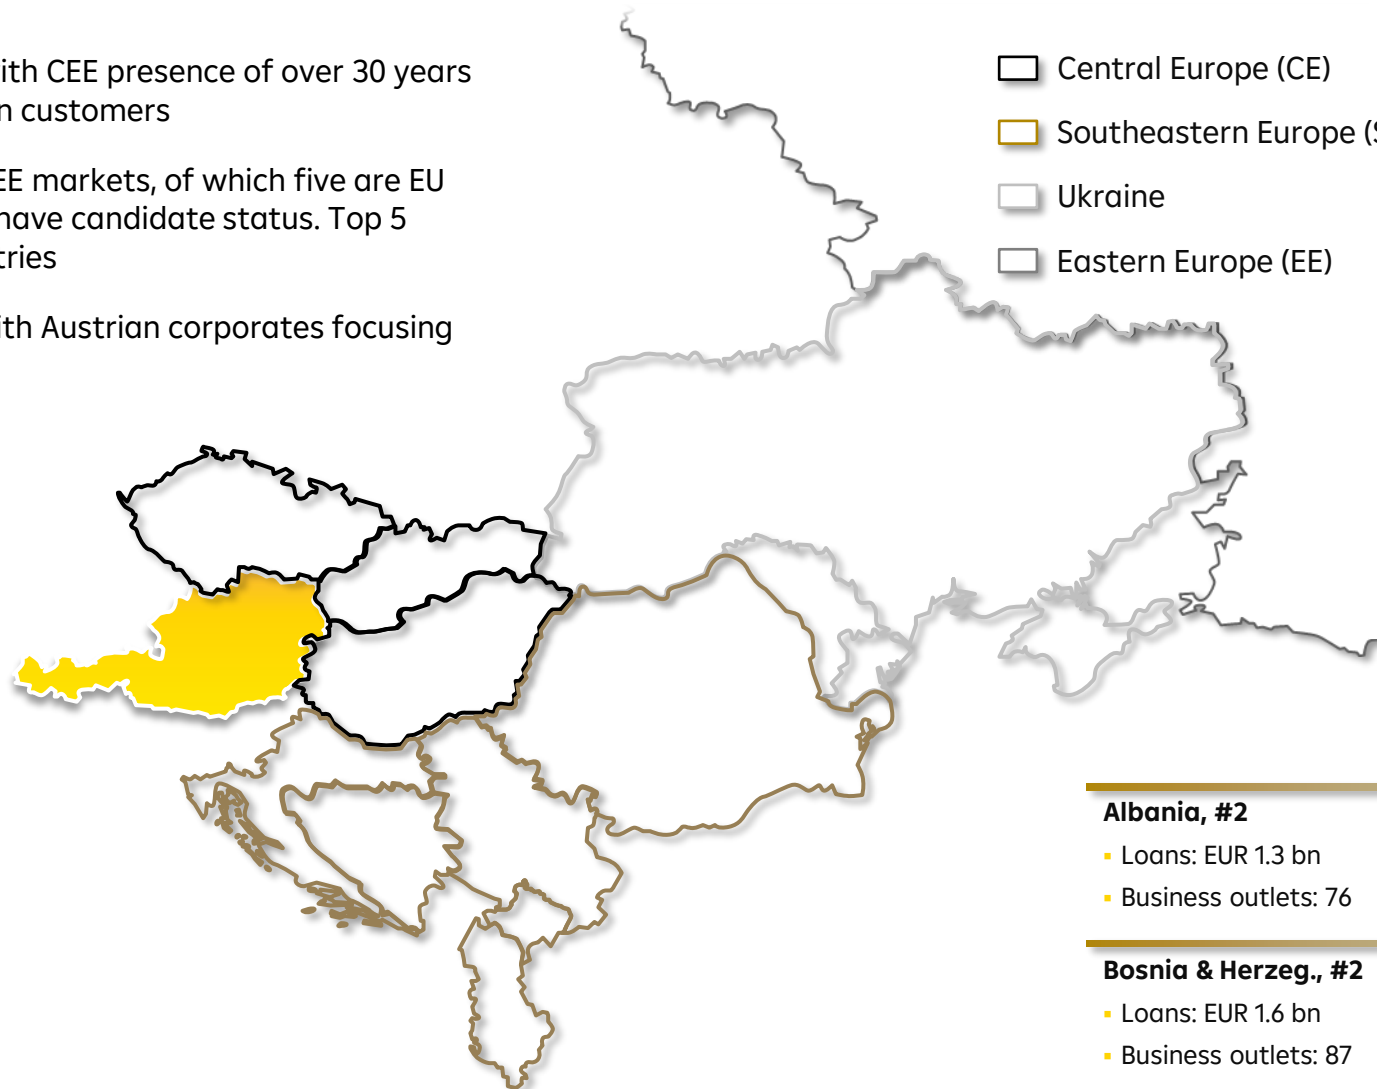 ith CEE presence of over 30 years
n customers
EE markets, of which five are EU
have candidate status. Top 5
tries
ith Austrian corporates focusing
Central Europe (CE)
Southeastern Europe (S
Ukraine
Eastern Europe (EE)
Albania, #2
▪ Loans: EUR 1.3 bn
▪ Business outlets: 76
Bosnia & Herzeg., #2
▪ Loans: EUR 1.6 bn
▪ Business outlets: 87